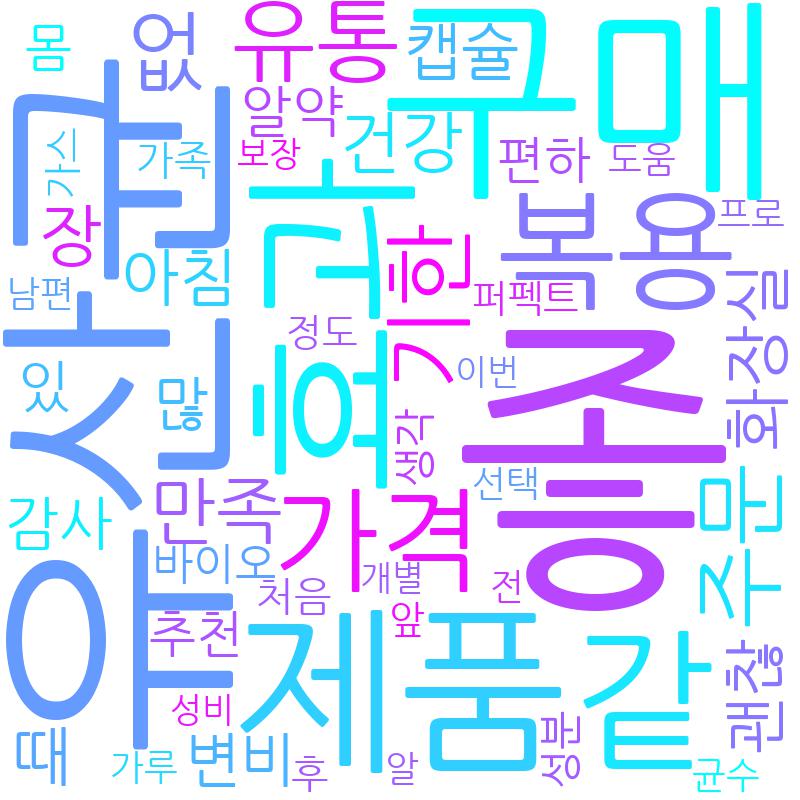 몸
없
유통
캡슐
구매
알약
건강
유산균
가스
가족
보장
효과
편하
도움
장
복용
프로
남편
아침
기한
퍼펙트
화장실
정도
좋
있
많
이번
생각
선택
감사
만족
가격
주문
바이오
처음
개별
전
앞
추천
제품
같
괜찮
때
성비
변비
성분
가루
후
알
균수